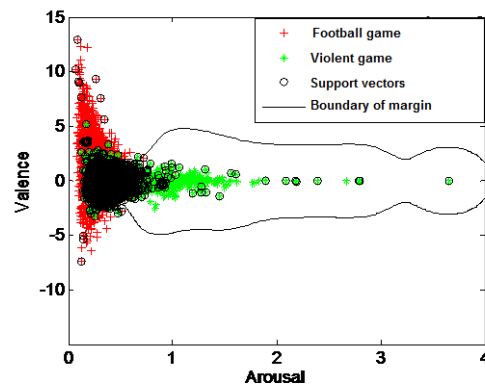 15
10
5
0
-5
-10
0
1
2
3
4
Valence
Arousal
Football game
Violent game
Support vectors
Boundary of margin